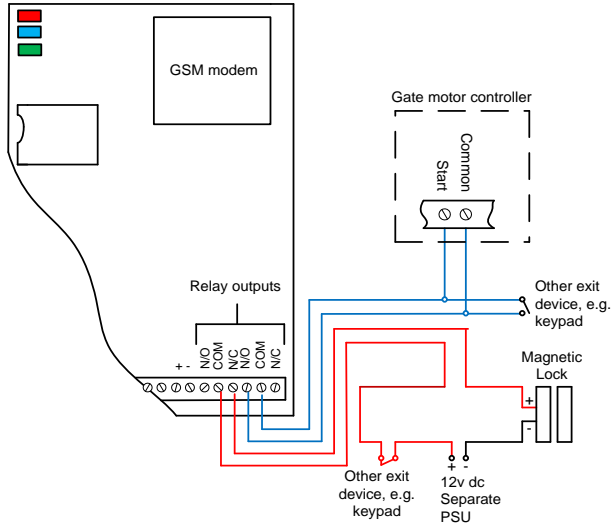 GSM modem
Gate motor controller
Start
Common
Relay outputs
+ -
N/O
COM
N/C
N/O
COM
N/C
Other exit
device, e.g.
keypad
Magnetic
Lock
+
-
Other exit
device, e.g.
keypad
+ -
12v dc
Separate
PSU